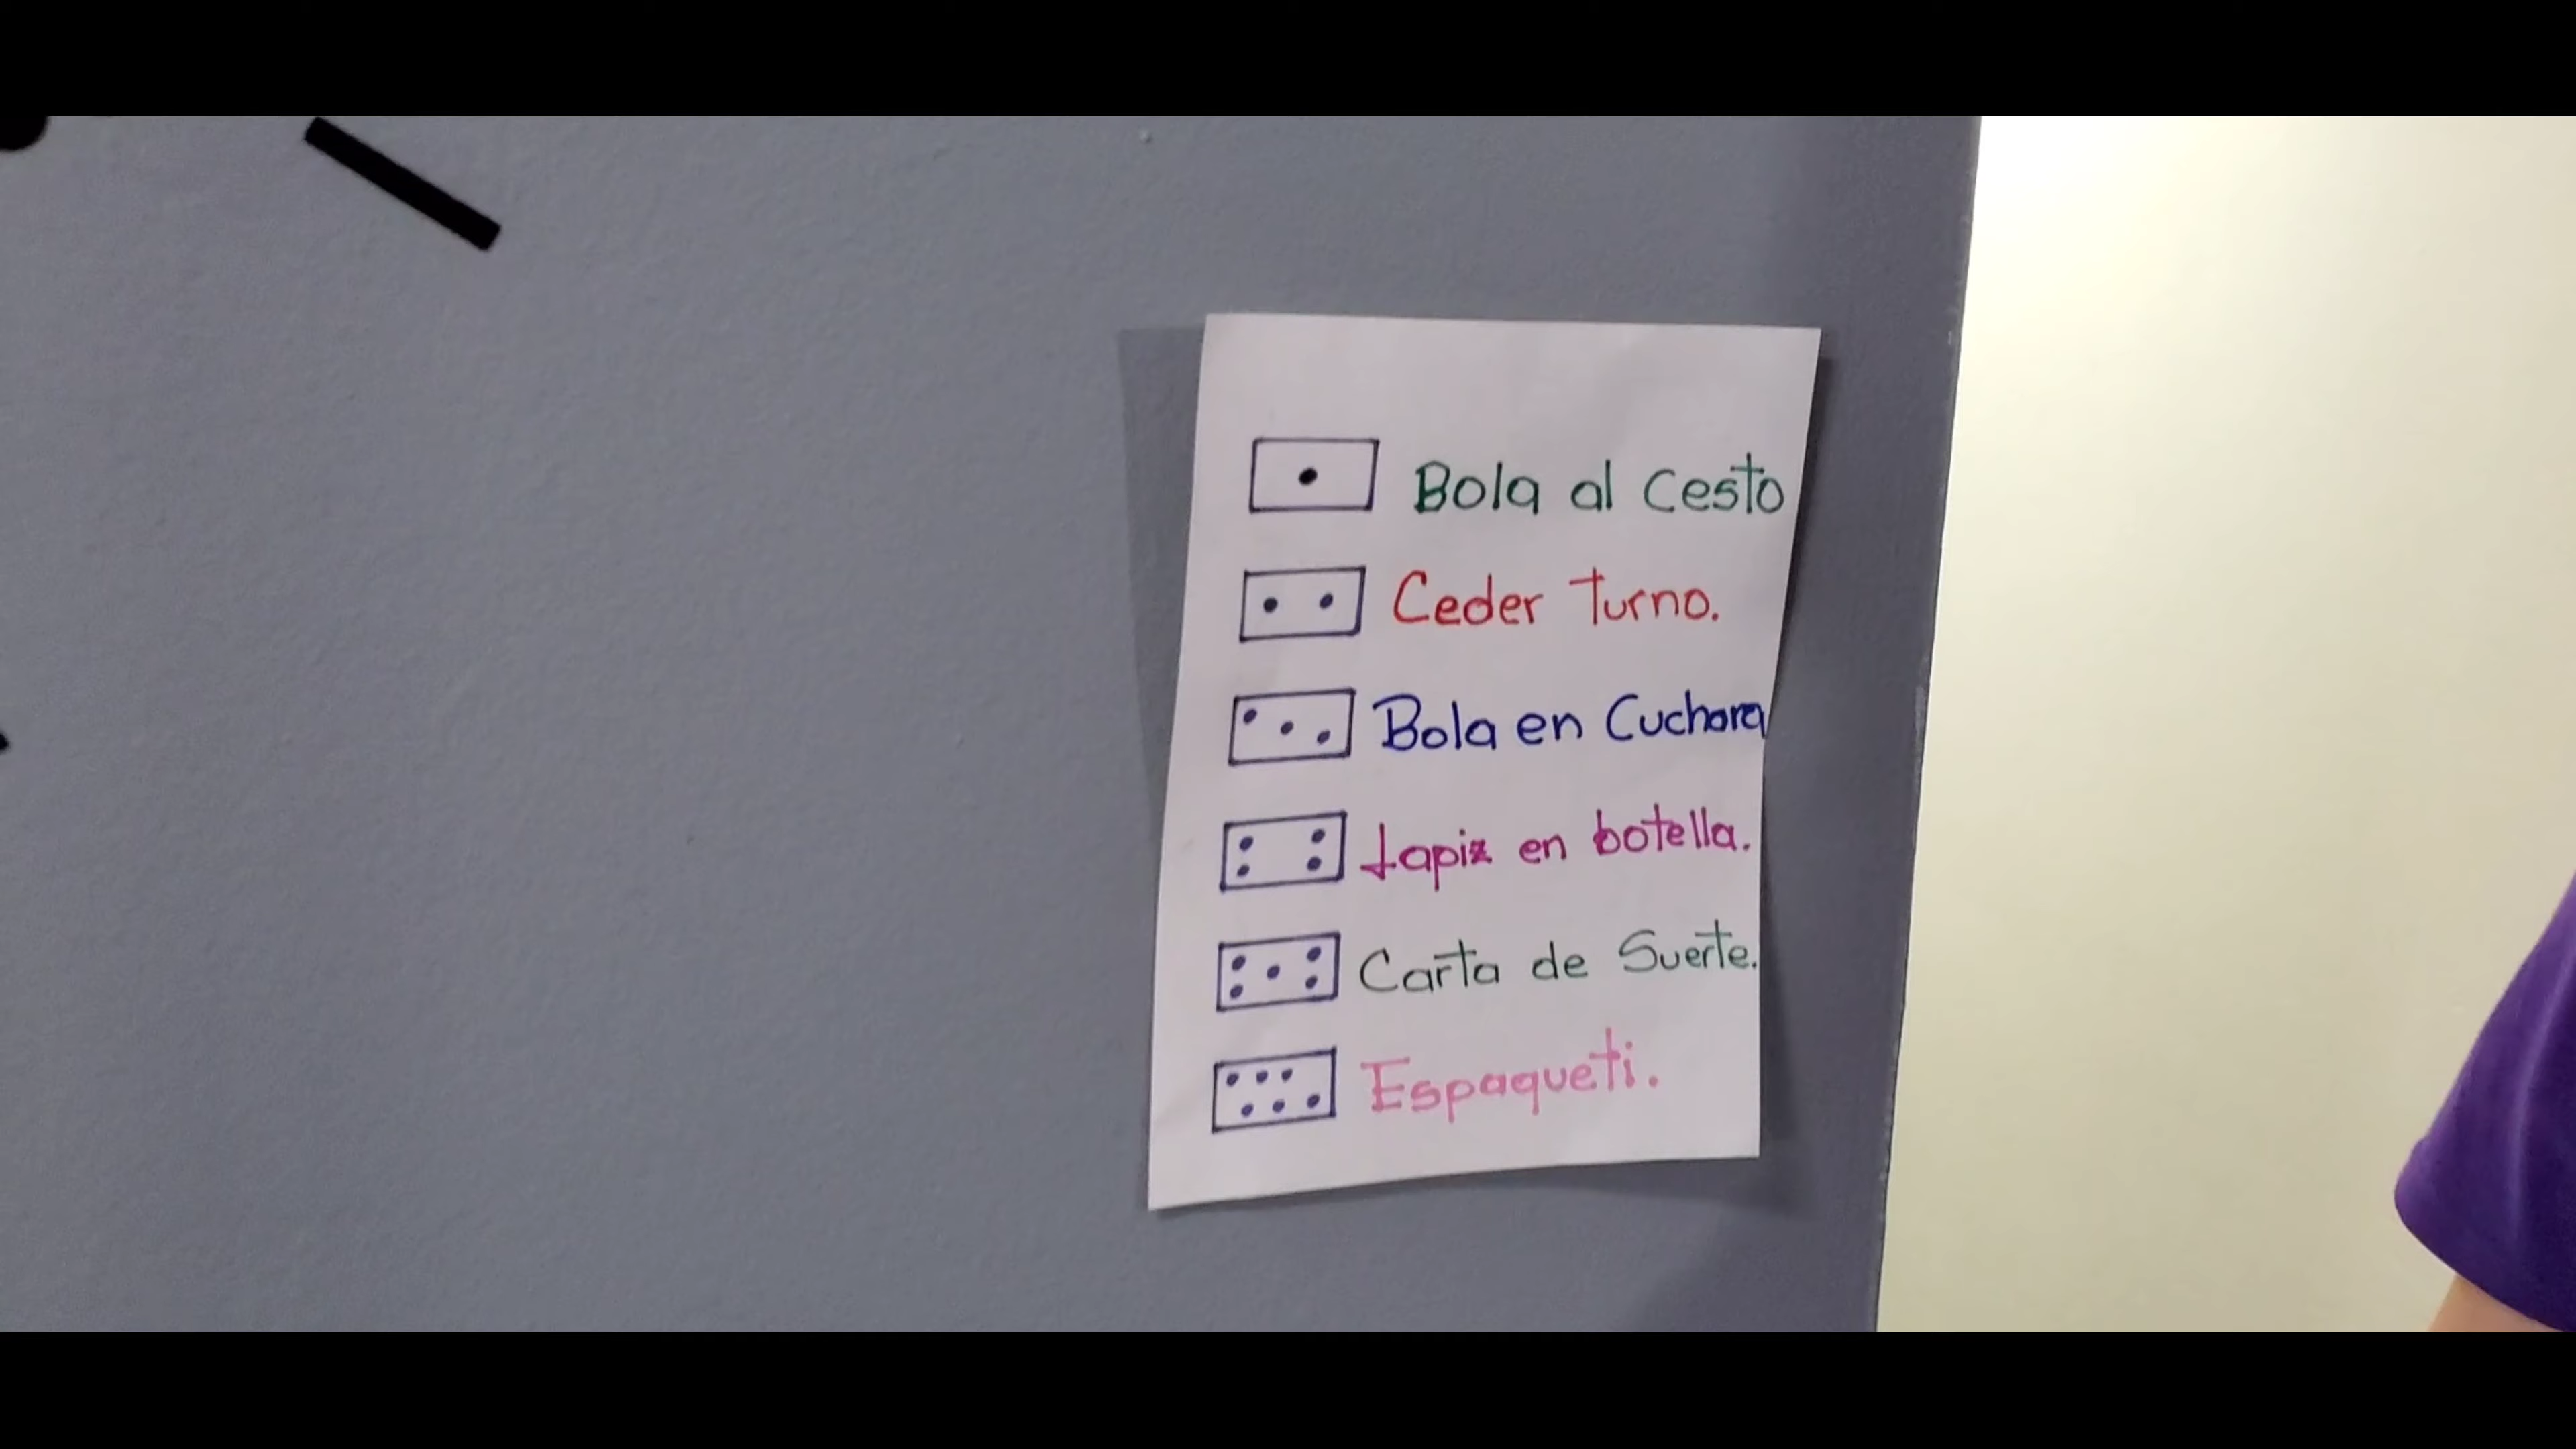 Bola al Cesto
Ceder Turno.
Bola en Cuchara
Lapiz en botella.
Carta de Suerte.
Espaqueti.